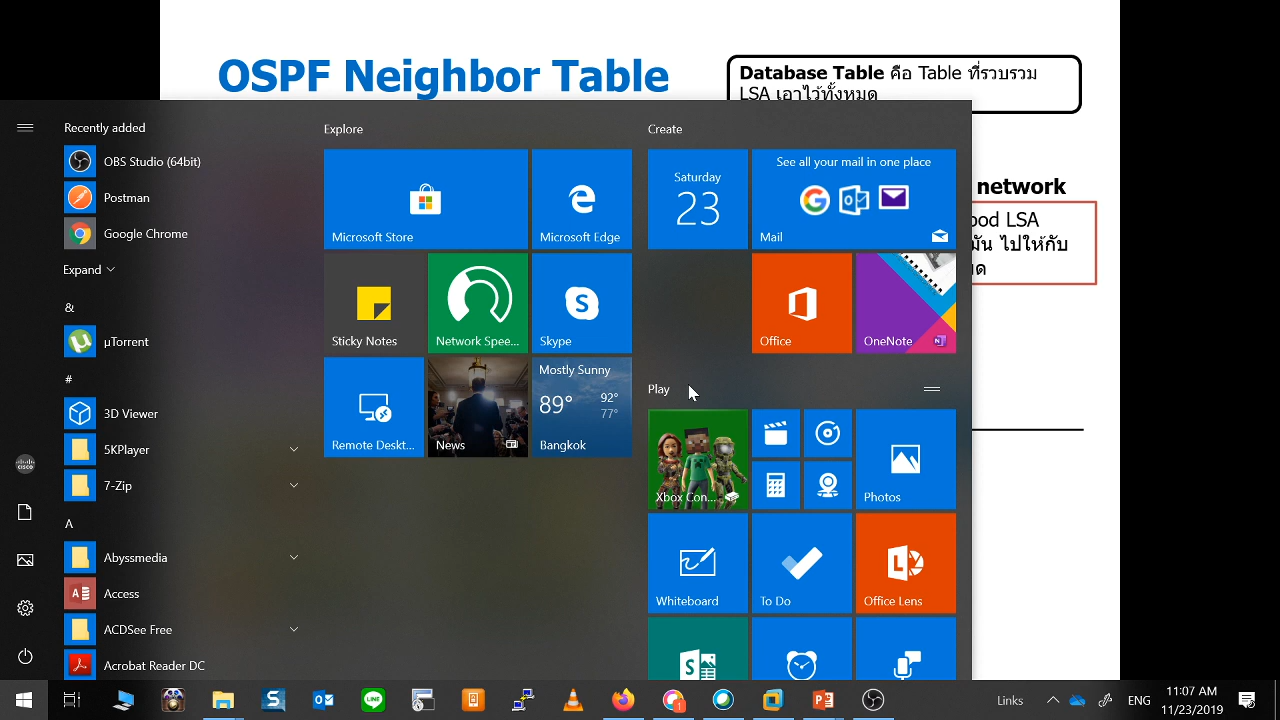 OSPF Neighbor Table
Database Table คือ Table ที่รวบรวม
LSA เอาไว้ทั้งหมด
network
ood LSA
มัน ไปให้กับ
Recently added
OBS Studio (64bit)
Postman
Google Chrome
Expand
&
µTorrent
#
3D Viewer
5KPlayer
7-Zip
A
Abyssmedia
Access
ACDSee Free
Acrobat Reader DC
Explore
Microsoft Store
Microsoft Edge
Sticky Notes
Network Spee...
Skype
Remote Deskt...
News
Mostly Sunny
89°
92°
77°
Bangkok
Create
Saturday
23
See all your mail in one place
Mail
Office
OneNote
Play
Xbox Con...
Photos
Whiteboard
To Do
Office Lens
Links
ENG
11:07 AM
11/23/2019